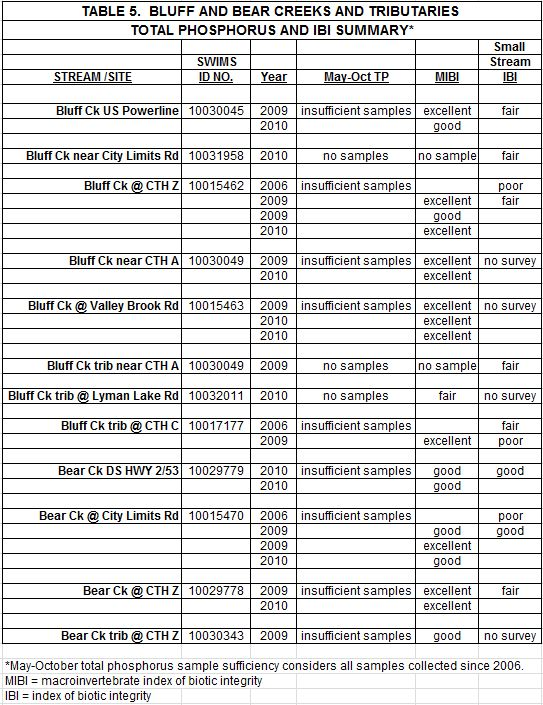 TABLE 5. BLUFF AND BEAR CREEKS AND TRIBUTARIES
TOTAL PHOSPHORUS AND IBI SUMMARY*
Small
SWIMS Stream
STREAM /SITE ID NO. Year May-Oct TP MIBI IBI
Bluff Ck US Powerline 10030045 2009 insufficient samples excellent fair
2010 good
Bluff Ck near City Limits Rd 10031958 2010 no samples no sample fair
Bluff Ck @ CTH Z 10015462 2006 insufficient samples poor
2009 excellent fair
2009 good
2010 excellent
Bluff Ck near CTH A 10030049 2009 insufficient samples excellent no survey
2010 excellent
Bluff Ck @ Valley Brook Rd 10015463 2009 insufficient samples excellent no survey
2010 excellent
2010 excellent
Bluff Ck trib near CTH A 10030049 2009 no samples no sample fair
Bluff Ck trib @ Lyman Lake Rd 10032011 2010 no samples fair no survey
Bluff Ck trib @ CTH C 10017177 2006 insufficient samples fair
2009 excellent poor
Bear Ck DS HWY 2/53 10029779 2010 insufficient samples good good
2010 good
Bear Ck @ City Limits Rd 10015470 2006 insufficient samples poor
2009 good good
2009 excellent
2010 good
Bear Ck @ CTH Z 10029778 2009 insufficient samples excellent fair
2010 excellent
Bear Ck trib @ CTH Z 10030343 2009 insufficient samples good no survey
*May-October total phosphorus sample sufficiency considers all samples collected since 2006.
MIBI = macroinvertebrate index of biotic integrity
IBI = index of biotic integrity